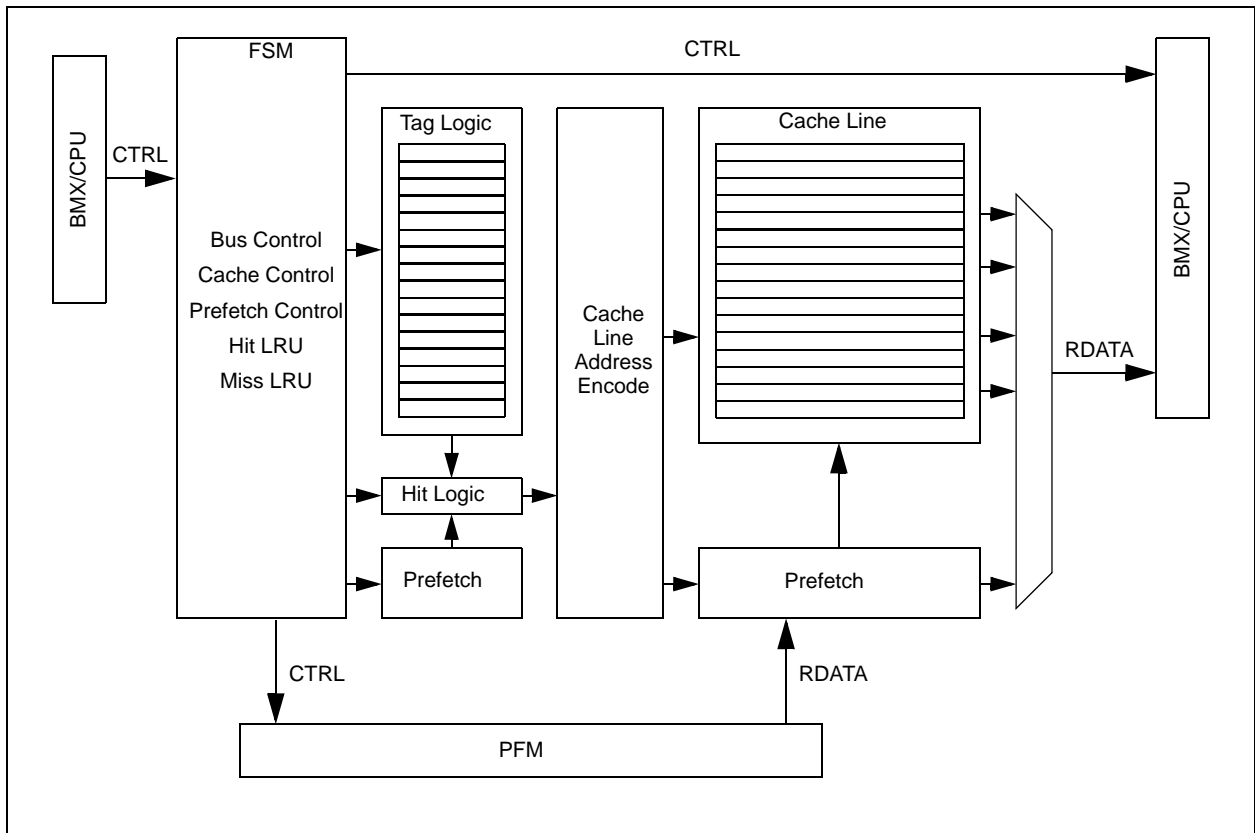 FSM
CTRL
BMX/CPU
CTRL
Tag Logic
Cache Line
BMX/CPU
Bus Control
Cache Control
Prefetch Control
Hit LRU
Miss LRU
Cache
Line
Address
Encode
RDATA
Hit Logic
Prefetch
Prefetch
CTRL
RDATA
PFM